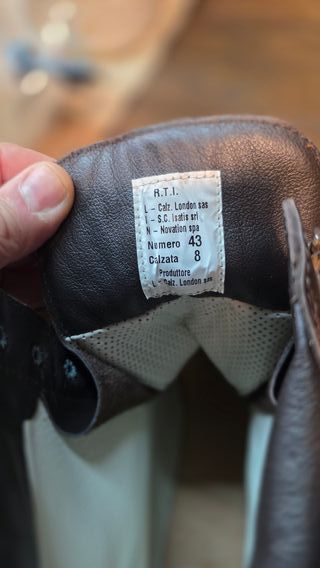 R.T.I.
L - Calz. London sas
I - S.C. Isatis srl
N - Novation spa
Numero 43
Calzata 8
Produttore
L - Calz. London sas